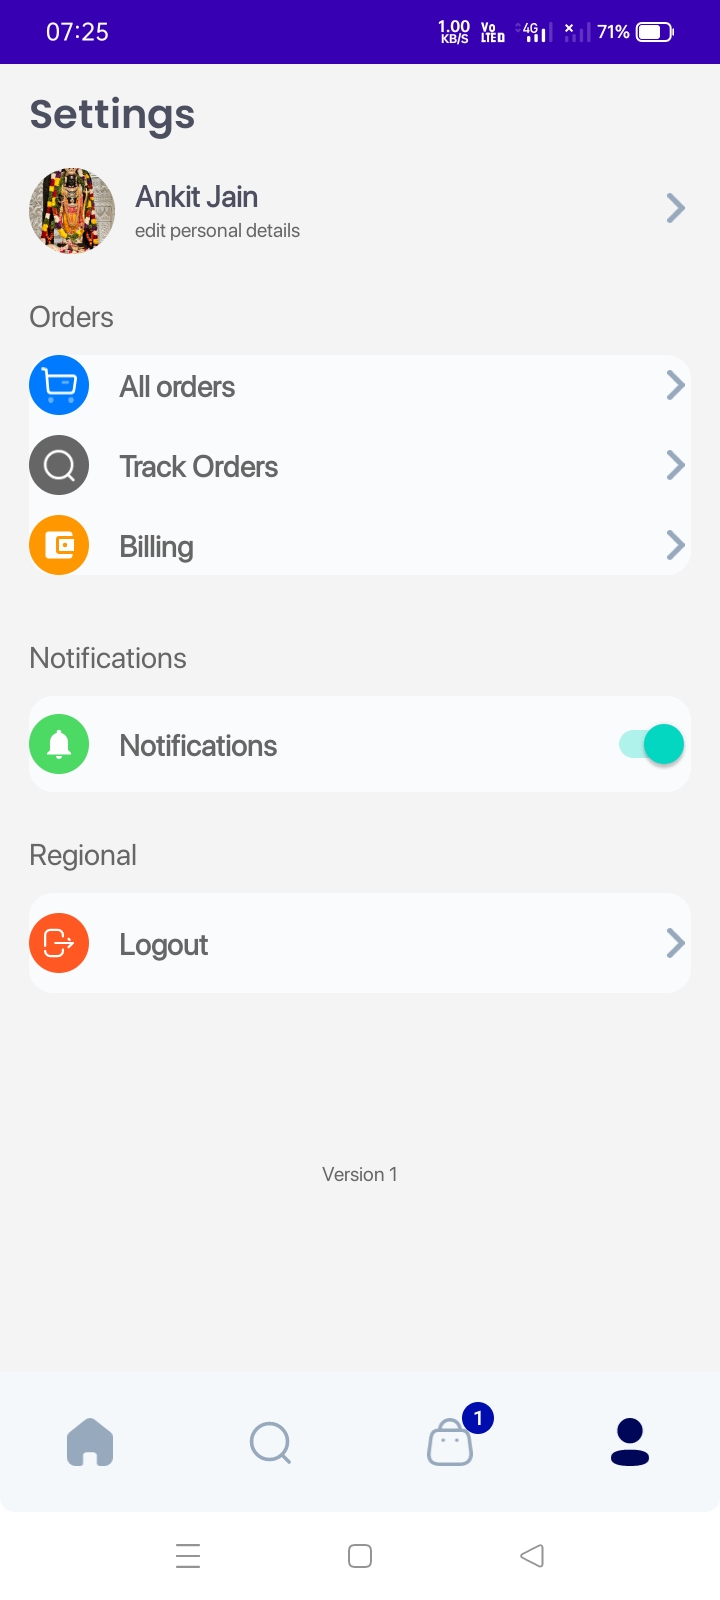 07:25
1.00 KB/S Vo LTE D 4G 71%
Settings
Ankit Jain
edit personal details
Orders
All orders
Track Orders
Billing
Notifications
Notifications
Regional
Logout
Version 1
1